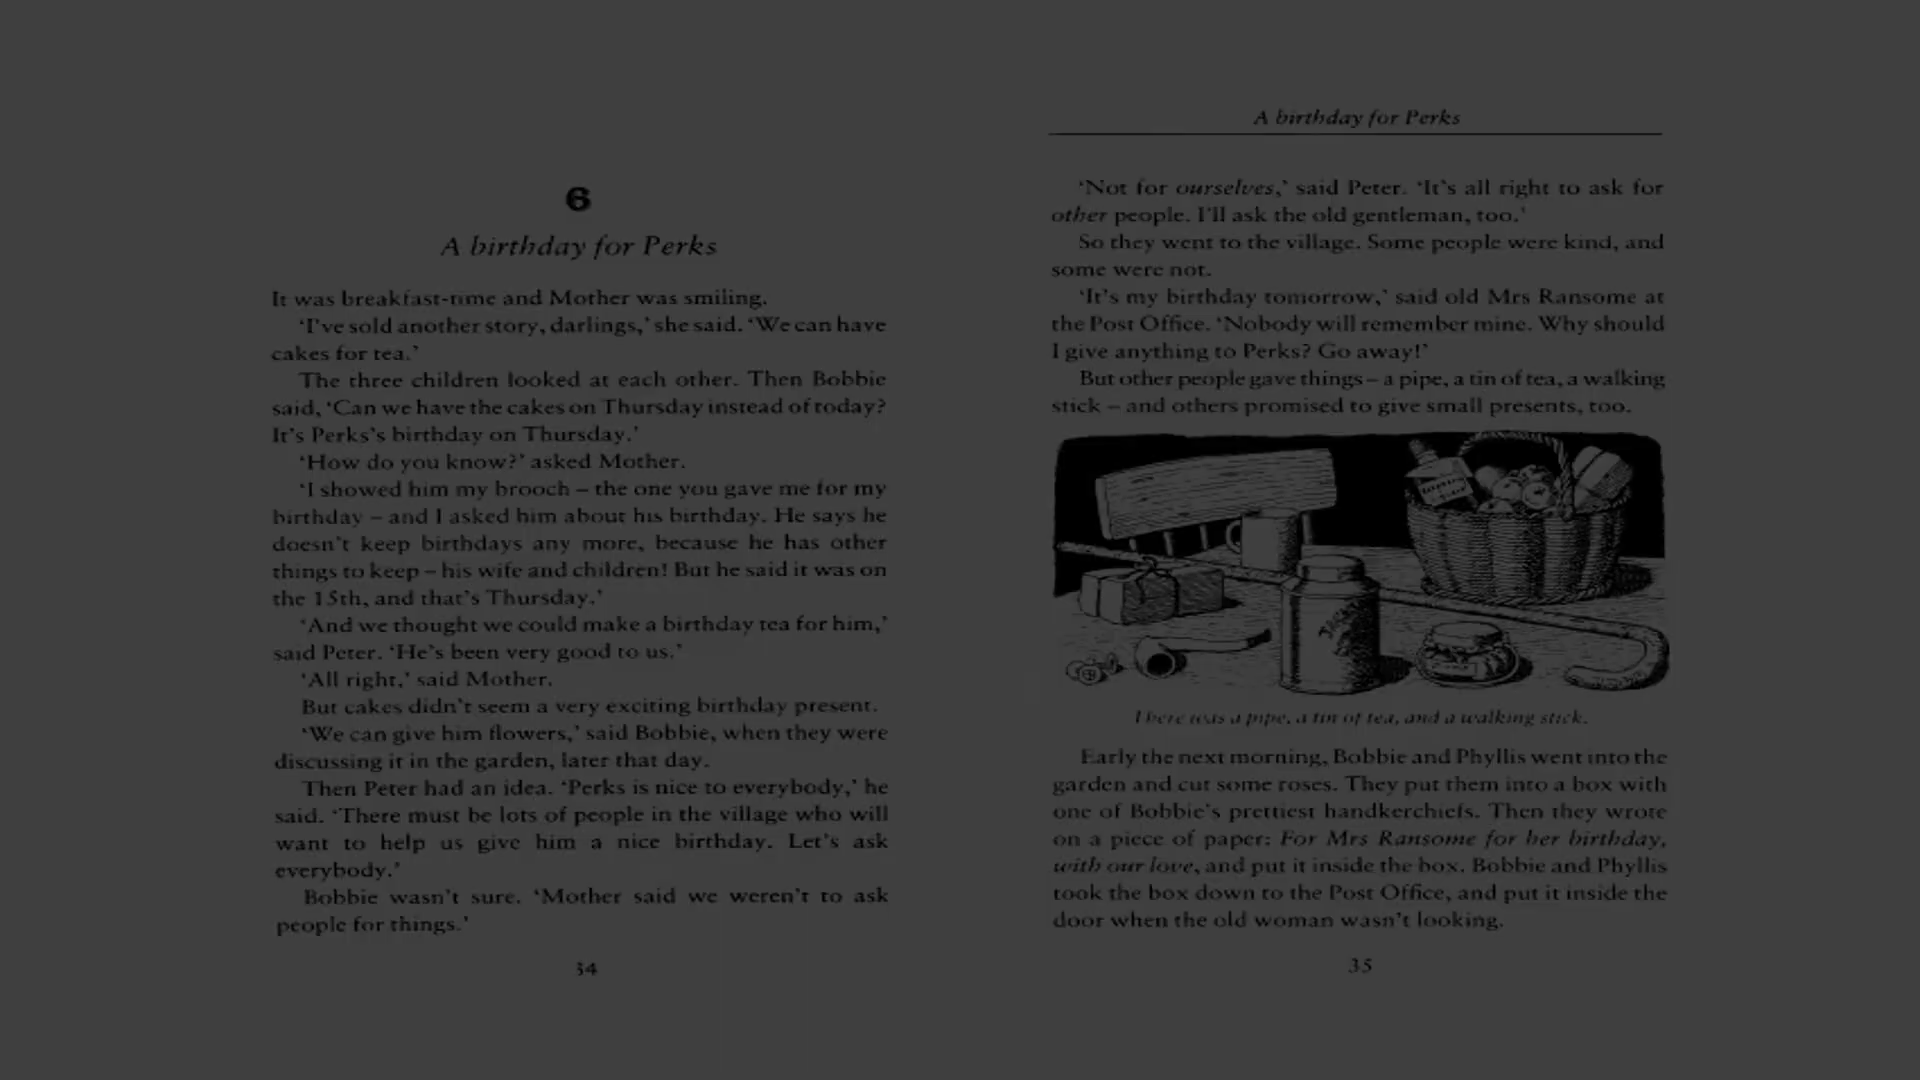 6
A birthday for Perks
It was breakfast-time and Mother was smiling.
‘I've sold another story, darlings,’ she said. ‘We can have
cakes for tea.’
The three children looked at each other. Then Bobbie
said, ‘Can we have the cakes on Thursday instead of today?
It's Perks's birthday on Thursday.’
‘How do you know?’ asked Mother.
‘I showed him my brooch – the one you gave me for my
birthday – and I asked him about his birthday. He says he
doesn't keep birthdays any more, because he has other
things to keep – his wife and children! But he said it was on
the 15th, and that's Thursday.’
‘And we thought we could make a birthday tea for him,’
said Peter. ‘He's been very good to us.’
‘All right,’ said Mother.
But cakes didn't seem a very exciting birthday present.
‘We can give him flowers,’ said Bobbie, when they were
discussing it in the garden, later that day.
Then Peter had an idea. ‘Perks is nice to everybody,’ he
said. ‘There must be lots of people in the village who will
want to help us give him a nice birthday. Let's ask
everybody.’
Bobbie wasn't sure. ‘Mother said we weren't to ask
people for things.’
34
A birthday for Perks
‘Not for ourselves,’ said Peter. ‘It's all right to ask for
other people. I'll ask the old gentleman, too.’
So they went to the village. Some people were kind, and
some were not.
‘It's my birthday tomorrow,’ said old Mrs Ransome at
the Post Office. ‘Nobody will remember mine. Why should
I give anything to Perks? Go away!’
But other people gave things – a pipe, a tin of tea, a walking
stick – and others promised to give small presents, too.
There was a pipe, a tin of tea, and a walking stick.
Early the next morning, Bobbie and Phyllis went into the
garden and cut some roses. They put them into a box with
one of Bobbie's prettiest handkerchiefs. Then they wrote
on a piece of paper: For Mrs Ransome for her birthday,
with our love, and put it inside the box. Bobbie and Phyllis
took the box down to the Post Office, and put it inside the
door when the old woman wasn't looking.
35